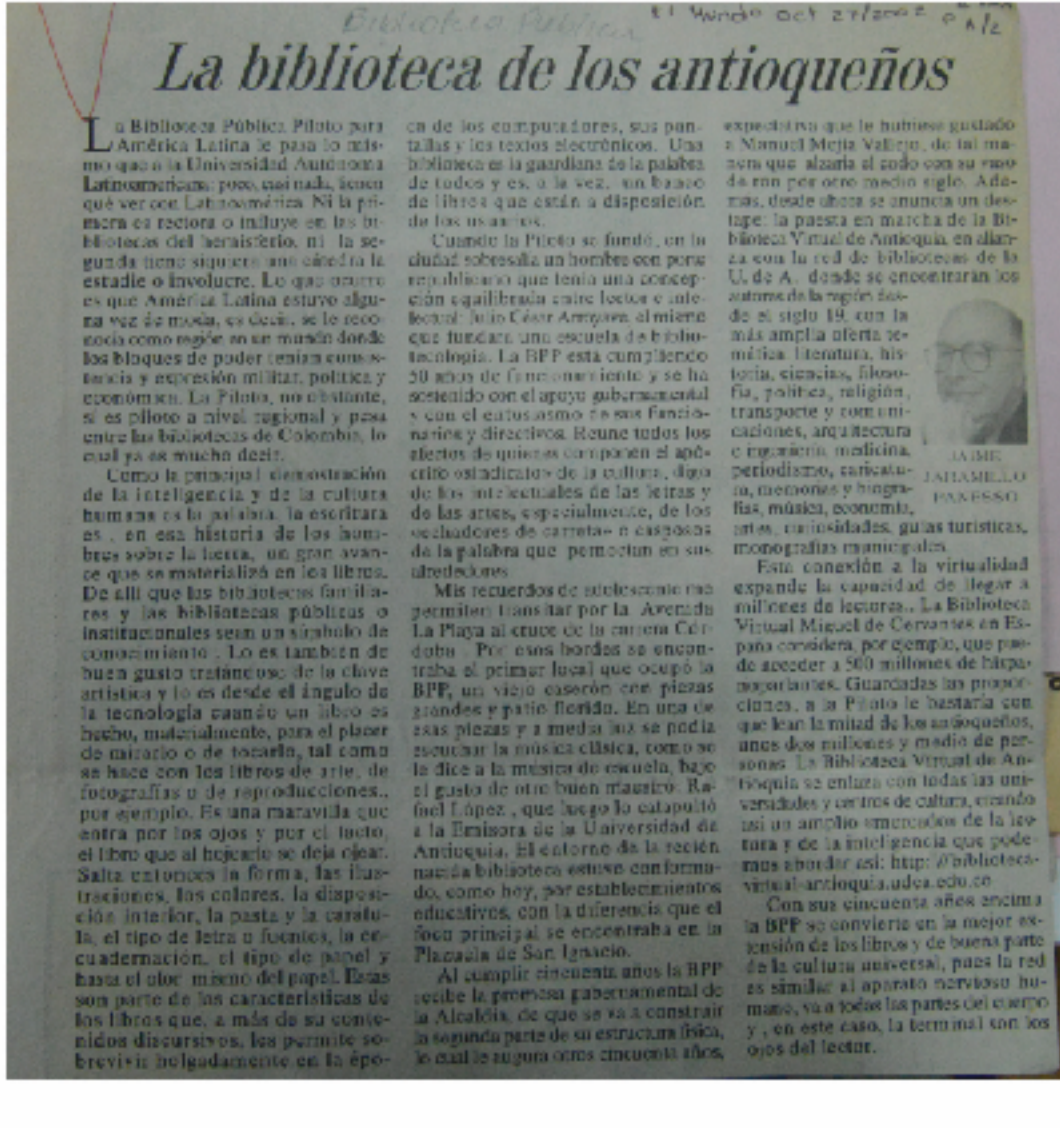 Biblioteca Pública
El Mundo Oct 27/2002
La biblioteca de los antioqueños
La Biblioteca Pública Piloto para
América Latina le pasa lo mis-
mo que a la Universidad Autónoma
Latinoamericana: poco, casi nada, tienen
qué ver con Latinoamérica. Ni la pri-
mera es rectora o influye en las bi-
bliotecas del hemisferio, ni la se-
gunda tiene siquiera una cátedra la
estudie o involucre. Lo que ocurre
es que América Latina estuvo algu-
na vez de moda, es decir, se le reco-
nocía como región en un mundo donde
los bloques de poder tenían consis-
tencia y expresión militar, política y
económica. La Piloto, no obstante,
sí es piloto a nivel regional y pesa
entre las bibliotecas de Colombia, lo
cual ya es mucho decir.
Como la principal demostración
de la inteligencia y de la cultura
humana es la palabra, la escritura
es , en esa historia de los hom-
bres sobre la tierra, un gran avan-
ce que se materializó en los libros.
De allí que las bibliotecas familia-
res y las bibliotecas públicas o
institucionales sean un símbolo de
conocimiento . Lo es también de
buen gusto tratándose de la clave
artística y lo es desde el ángulo de
la tecnología cuando un libro es
hecho, materialmente, para el placer
de mirarlo o de tocarlo, tal como
se hace con los libros de arte, de
fotografías o de reproducciones.,
por ejemplo. Es una maravilla que
entra por los ojos y por el tacto,
el libro que al hojearlo se deja ojear.
Salta entonces la forma, las ilus-
traciones, los colores, la disposi-
ción interior, la pasta y la carátu-
la, el tipo de letra o fuentes, la en-
cuadernación, el tipo de papel y
hasta el olor mismo del papel. Estas
son parte de las características de
los libros que, a más de su conte-
nidos discursivos, les permite so-
brevivir holgadamente en la épo-
ca de los computadores, sus pan-
tallas y los textos electrónicos. Una
biblioteca es la guardiana de la palabra
de todos y es, a la vez, un banco
de libros que están a disposición
de los usuarios.
Cuando la Piloto se fundó, en la
ciudad sobresalía un hombre con porte
republicano que tenía una concep-
ción equilibrada entre lector e inte-
lectual: Julio César Arroyave, el mismo
que fundara una escuela de biblio-
tecología. La BPP está cumpliendo
50 años de funcionamiento y se ha
sostenido con el apoyo gubernamental
y con el entusiasmo de sus funcio-
narios y directivos. Reúne todos los
afectos de quienes componen el apó-
crifo «sindicato» de la cultura, digo
de los intelectuales de las letras y
de las artes, especialmente, de los
«echadores de carreta» o casposos
de la palabra que pernoctan en sus
alrededores.
Mis recuerdos de adolescente me
permiten transitar por la Avenida
La Playa al cruce de la carrera Cór-
doba . Por esos bordes se encon-
traba el primer local que ocupó la
BPP, un viejo caserón con piezas
grandes y patio florido. En una de
esas piezas y a media luz se podía
escuchar la música clásica, como se
le dice a la música de escuela, bajo
el gusto de otro buen maestro: Ra-
fael López , que luego lo catapultó
a la Emisora de la Universidad de
Antioquia. El entorno de la recién
nacida biblioteca estuvo conforma-
do, como hoy, por establecimientos
educativos, con la diferencia que el
foco principal se encontraba en la
Plazuela de San Ignacio.
Al cumplir cincuenta años la BPP
recibe la promesa gubernamental de
la Alcaldía, de que se va a construir
la segunda parte de su estructura física,
lo cual le augura otros cincuenta años,
expectativa que le hubiese gustado
a Manuel Mejía Vallejo, de tal ma-
nera que alzaría el codo con su vaso
de ron por otro medio siglo. Ade-
más, desde ahora se anuncia un des-
tape: la puesta en marcha de la Bi-
blioteca Virtual de Antioquia, en alian-
za con la red de bibliotecas de la
U. de A., donde se encontrarán los
autores de la región des-
de el siglo 19, con la
más amplia oferta te-
mática: literatura, his-
toria, ciencias, filoso-
fía, política, religión,
transporte y comuni-
caciones, arquitectura
e ingeniería, medicina,
periodismo, caricatu-
ra, memorias y biogra-
fías, música, economía,
artes, curiosidades, guías turísticas,
monografías municipales.
JAIME
JARAMILLO
PANESSO
Esta conexión a la virtualidad
expande la capacidad de llegar a
millones de lectores.. La Biblioteca
Virtual Miguel de Cervantes en Es-
paña considera, por ejemplo, que pue-
de acceder a 500 millones de hispa-
noparlantes. Guardadas las propor-
ciones, a la Piloto le bastaría con
que lean la mitad de los antioqueños,
unos dos millones y medio de per-
sonas. La Biblioteca Virtual de An-
tioquia se enlaza con todas las uni-
versidades y centros de cultura, creando
así un amplio «mercado» de la lec-
tura y de la inteligencia que pode-
mos abordar así: http://biblioteca-
virtual-antioquia.udea.edu.co
Con sus cincuenta años encima
la BPP se convierte en la mejor ex-
tensión de los libros y de buena parte
de la cultura universal, pues la red
es similar al aparato nervioso hu-
mano, va a todas las partes del cuerpo
y , en este caso, la terminal son los
ojos del lector.